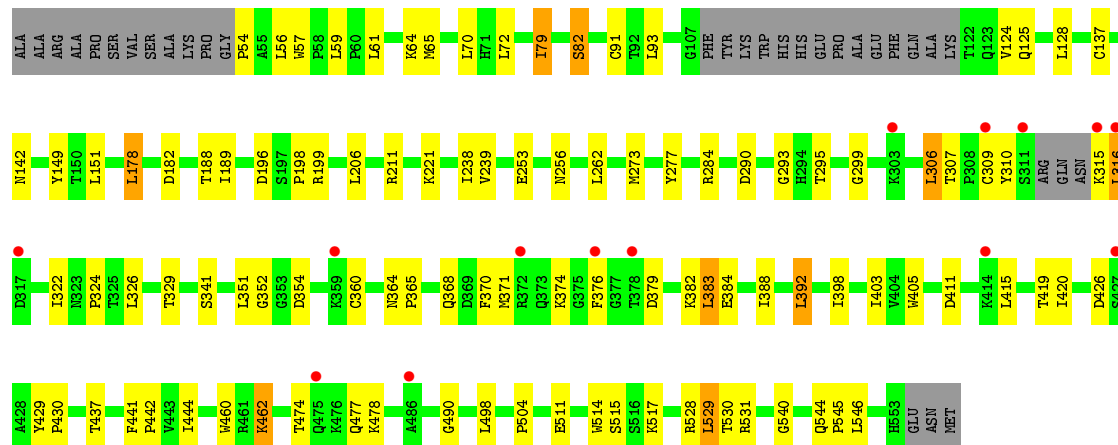 ALA ALA ARG ALA PRO SER VAL SER ALA LYS PRO GLY P54 A55 L56 W57 P58 L59 P60 L61 K64 M65 L70 H71 L72 I79 S82 C91 T92 L93 G107 PHE TYR LYS TRP HIS HIS GLU PRO ALA GLU PHE GLN ALA LYS T122 Q123 V124 Q125 L128 C137
N142 Y149 T150 L151 L178 D182 T188 I189 D196 S197 P198 R199 L206 R211 K221 I238 V239 E253 N256 L262 M273 Y277 R284 D290 G293 H294 T295 G299 K303 L306 T307 P308 C309 Y310 S311 ARG GLN ASN K315 L316
D317 I322 N323 P324 T325 L326 T329 S341 L351 G352 G353 D354 K359 C360 N364 P365 Q368 D369 F370 M371 R372 Q373 K374 G375 F376 G377 T378 D379 K382 L383 E384 I388 L392 I398 I403 V404 W405 D411 K414 L415 T419 I420 D426 S427
A428 Y429 P430 T437 F441 P442 V443 I444 W460 R461 K462 T474 Q475 K476 Q477 K478 A486 G490 L498 P504 E511 W514 S515 S516 K517 R528 L529 T530 R531 G540 Q544 P545 L546 H553 GLU ASN MET